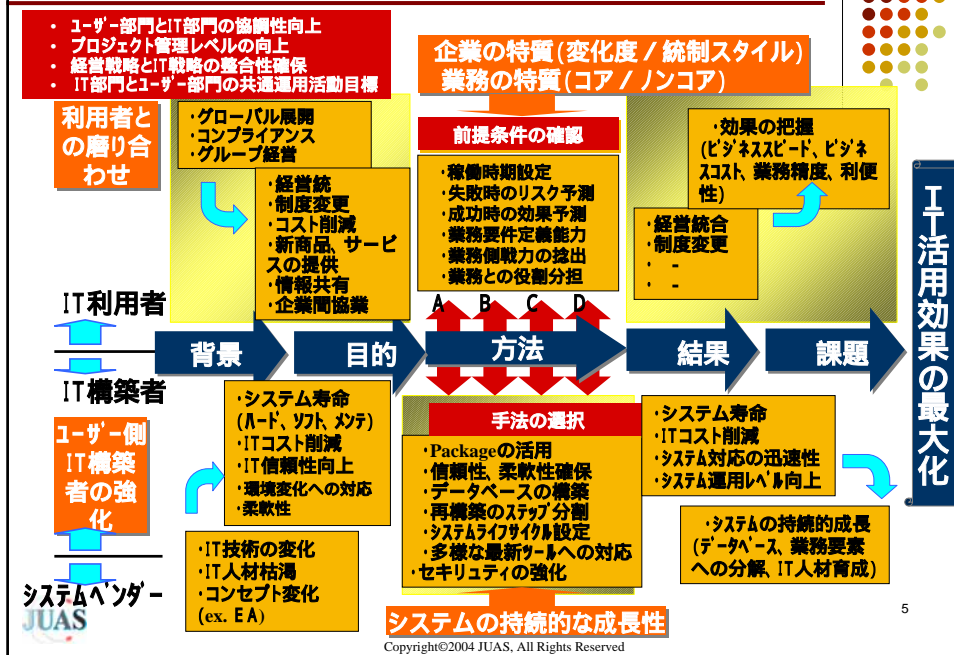 ・ ﾕｰｻﾞｰ部門とIT部門の協調性向上
・ プロジェクト管理レベルの向上
・ 経営戦略とIT戦略の整合性確保
・ IT部門とﾕｰｻﾞｰ部門の共通運用活動目標
企業の特質(変化度 / 統制スタイル)
業務の特質(コア / ノンコア)
利用者と
の磨り合
わせ
・グローバル展開
・コンプライアンス
・グループ経営
・経営統
・制度変更
・コスト削減
・新商品、サービ
スの提供
・情報共有
・企業間協業
前提条件の確認
・稼働時期設定
・失敗時のリスク予測
・成功時の効果予測
・業務要件定義能力
・業務側戦力の捻出
・業務との役割分担
A B C D
・効果の把握
(ﾋﾞｼﾞﾈｽｽﾋﾟｰﾄﾞ、ﾋﾞｼﾞﾈ
ｽｺｽﾄ、業務精度、利便
性)
・経営統合
・制度変更
・ -
・ -
IT利用者
背景
目的
方法
結果
課題
IT活用効果の最大化
IT構築者
ﾕｰｻﾞｰ側
IT構築
者の強
化
・システム寿命
(ﾊｰﾄﾞ、ｿﾌﾄ、ﾒﾝﾃ)
・ITコスト削減
・IT信頼性向上
・環境変化への対応
・柔軟性
・IT技術の変化
・IT人材枯渇
・コンセプト変化
(ex. EA)
手法の選択
・Packageの活用
・信頼性、柔軟性確保
・データベースの構築
・再構築のステップ分割
・ｼｽﾃﾑﾗｲﾌｻｲｸﾙ設定
・多様な最新ﾂｰﾙへの対応
・セキリュティの強化
・システム寿命
・ITコスト削減
・ｼｽﾃﾑ対応の迅速性
・ｼｽﾃﾑ運用ﾚﾍﾞﾙ向上
・ｼｽﾃﾑの持続的成長
(ﾃﾞｰﾀﾍﾞｰｽ、業務要素
への分解、IT人材育成)
システムベンダー
システムの持続的な成長性
JUAS
5
Copyright©2004 JUAS, All Rights Reserved